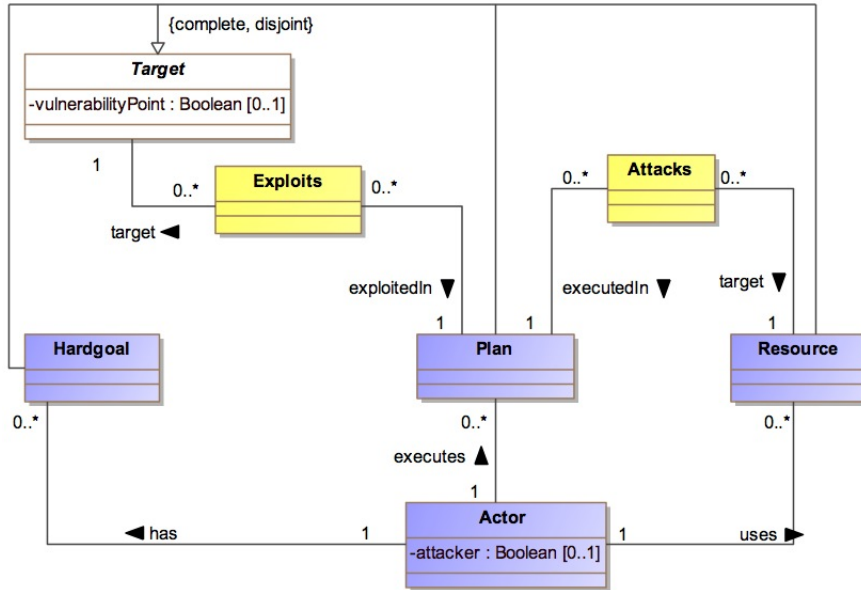 {complete, disjoint}
Target
-vulnerabilityPoint : Boolean [0..1]
1
0..*
Exploits
0..*
0..*
Attacks
0..*
target
exploitedIn
executedIn
target
1
1
1
Hardgoal
Plan
Resource
0..*
0..*
0..*
executes
1
has
1
Actor
-attacker : Boolean [0..1]
1
uses